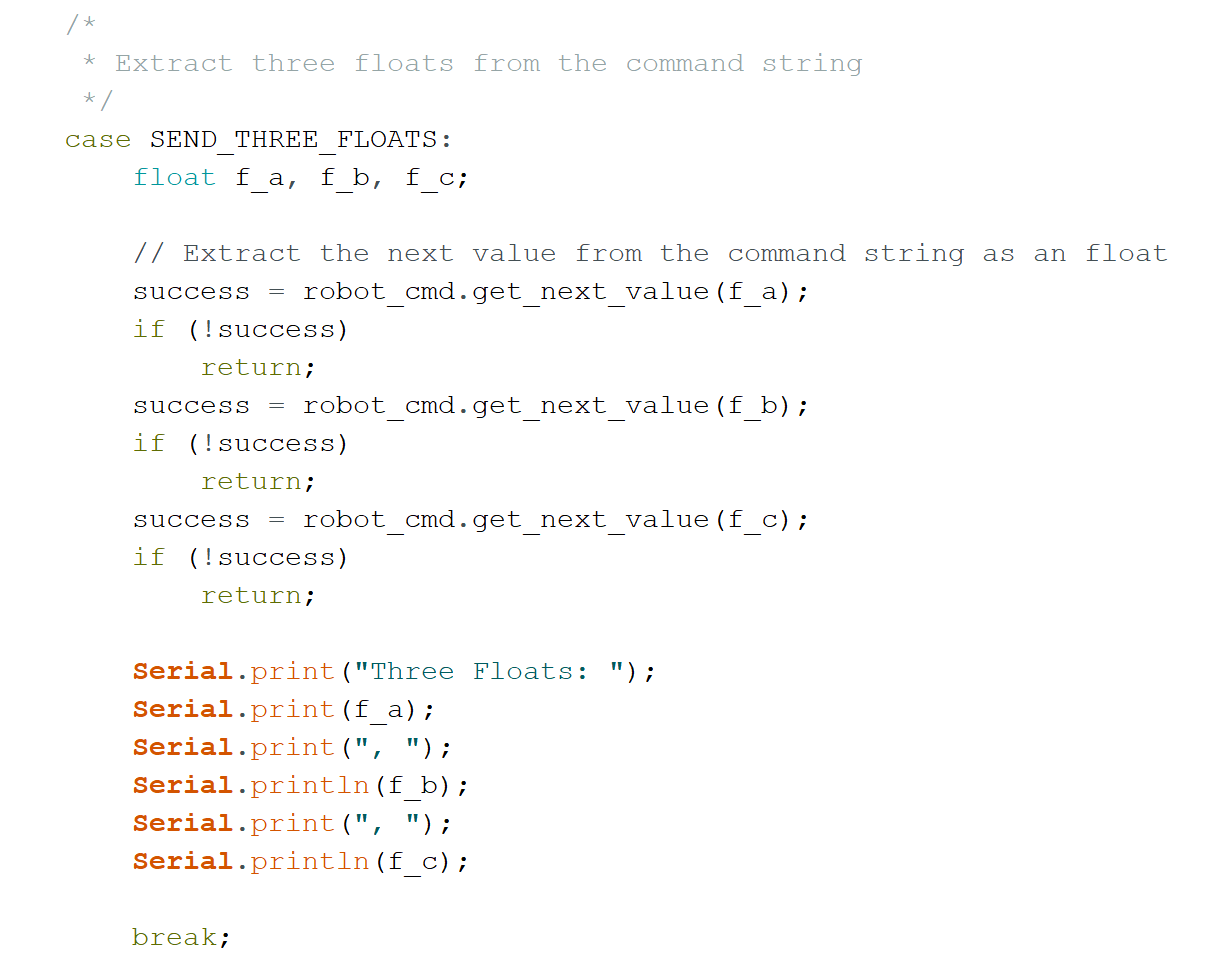 /*
 * Extract three floats from the command string
 */
case SEND_THREE_FLOATS:
    float f_a, f_b, f_c;

    // Extract the next value from the command string as an float
    success = robot_cmd.get_next_value(f_a);
    if (!success)
        return;
    success = robot_cmd.get_next_value(f_b);
    if (!success)
        return;
    success = robot_cmd.get_next_value(f_c);
    if (!success)
        return;

    Serial.print("Three Floats: ");
    Serial.print(f_a);
    Serial.print(", ");
    Serial.println(f_b);
    Serial.print(", ");
    Serial.println(f_c);

    break;